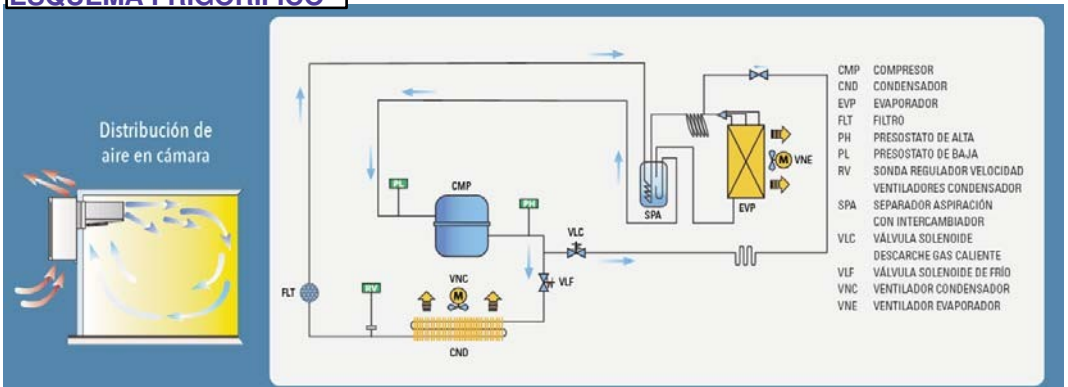 ESQUEMA FRIGORIFICO
Distribución de
aire en cámara
PL
CMP
PH
VLC
VLF
VNC
M
RV
FLT
CND
SPA
EVP
M
VNE
CMP COMPRESOR
CND CONDENSADOR
EVP EVAPORADOR
FLT FILTRO
PH PRESOSTATO DE ALTA
PL PRESOSTATO DE BAJA
RV SONDA REGULADOR VELOCIDAD
VENTILADORES CONDENSADOR
SPA SEPARADOR ASPIRACIÓN
CON INTERCAMBIADOR
VLC VÁLVULA SOLENOIDE
DESCARCHE GAS CALIENTE
VLF VÁLVULA SOLENOIDE DE FRÍO
VNC VENTILADOR CONDENSADOR
VNE VENTILADOR EVAPORADOR